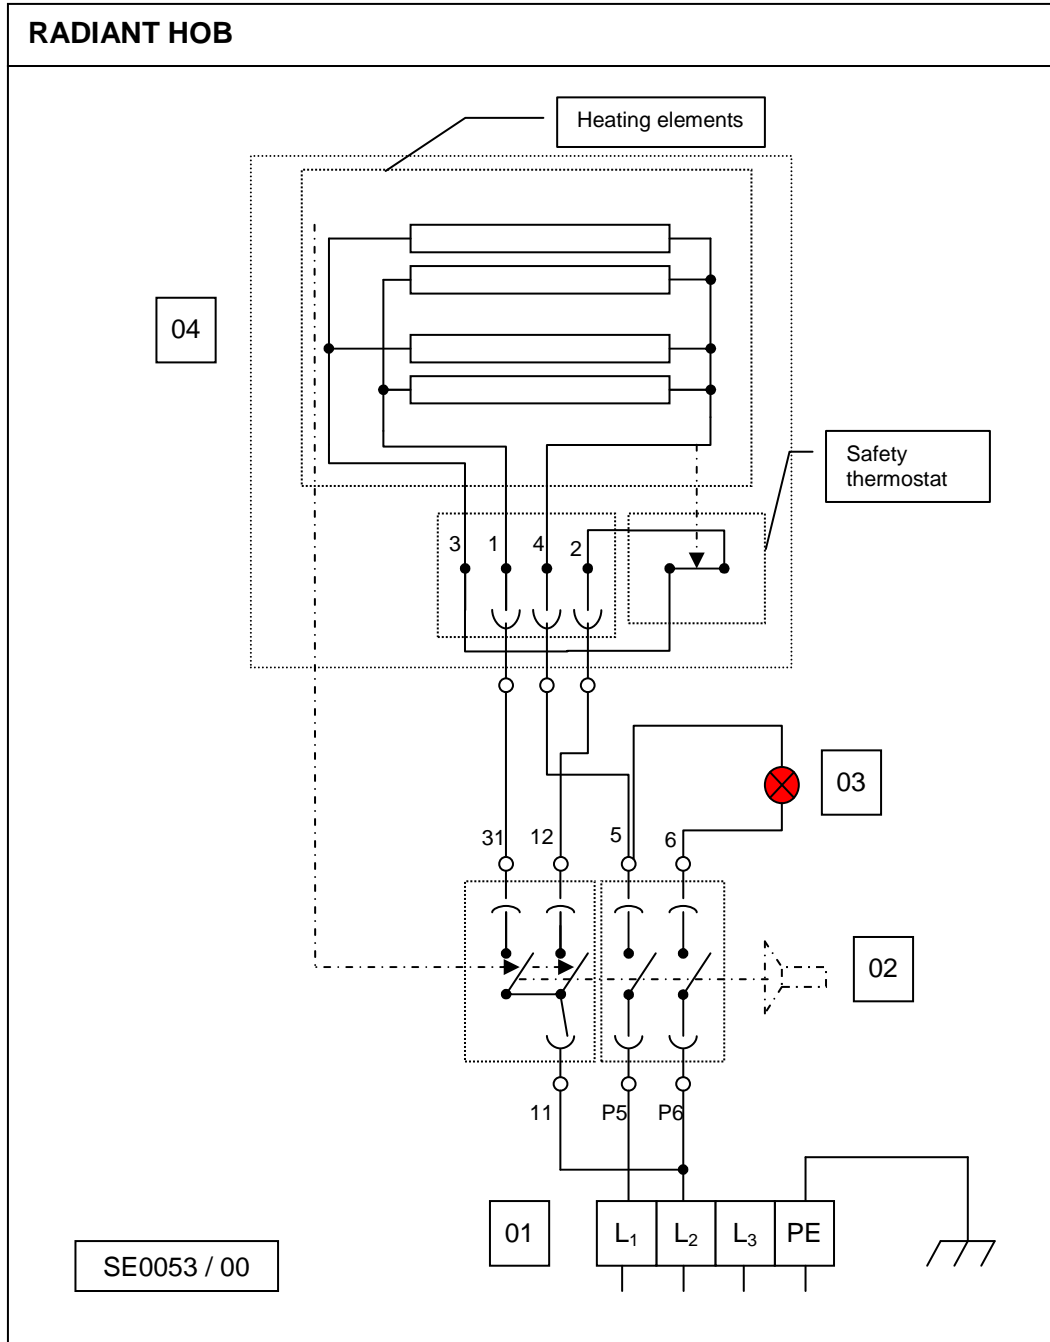 RADIANT HOB
Heating elements
04
Safety
thermostat
3 1 4 2
03
31 12 5 6
02
11 P5 P6
01 L₁ L₂ L₃ PE
SE0053 / 00